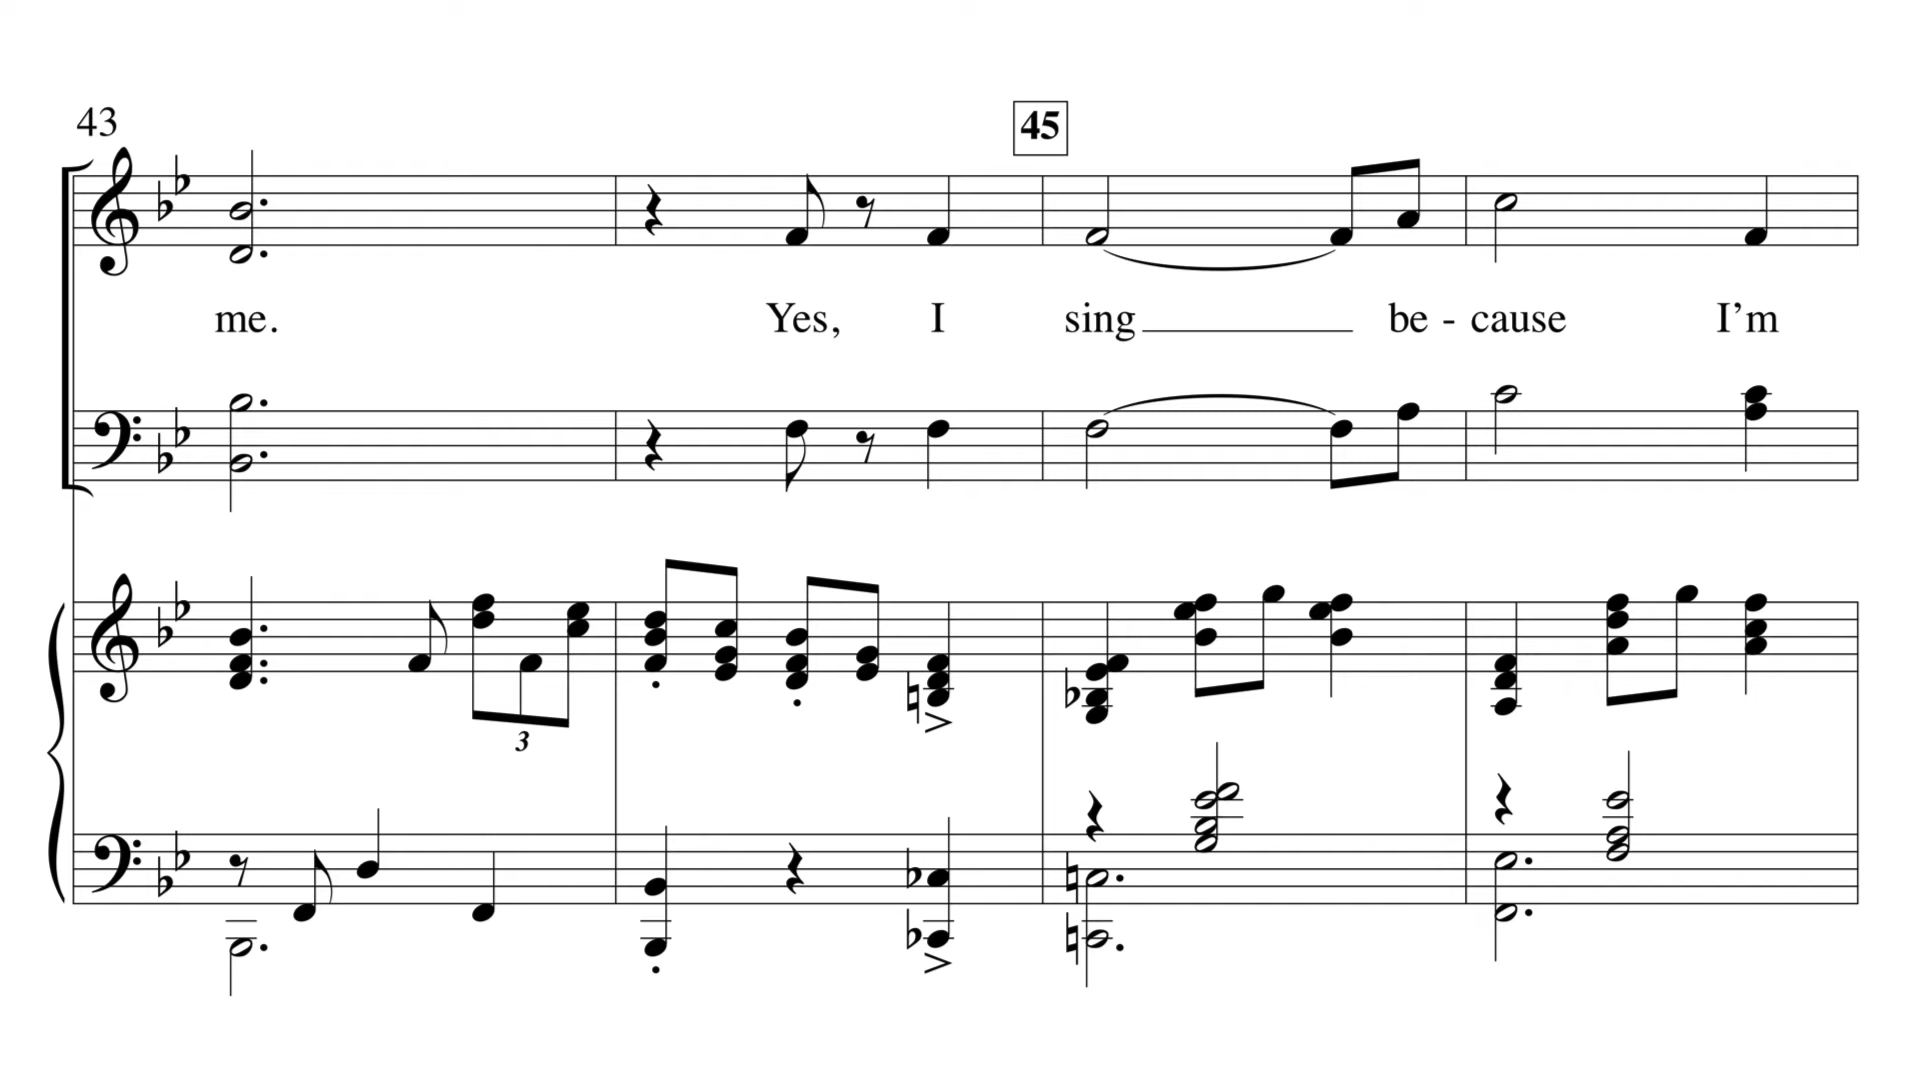 43
45
me. Yes, I sing be - cause I’m
3